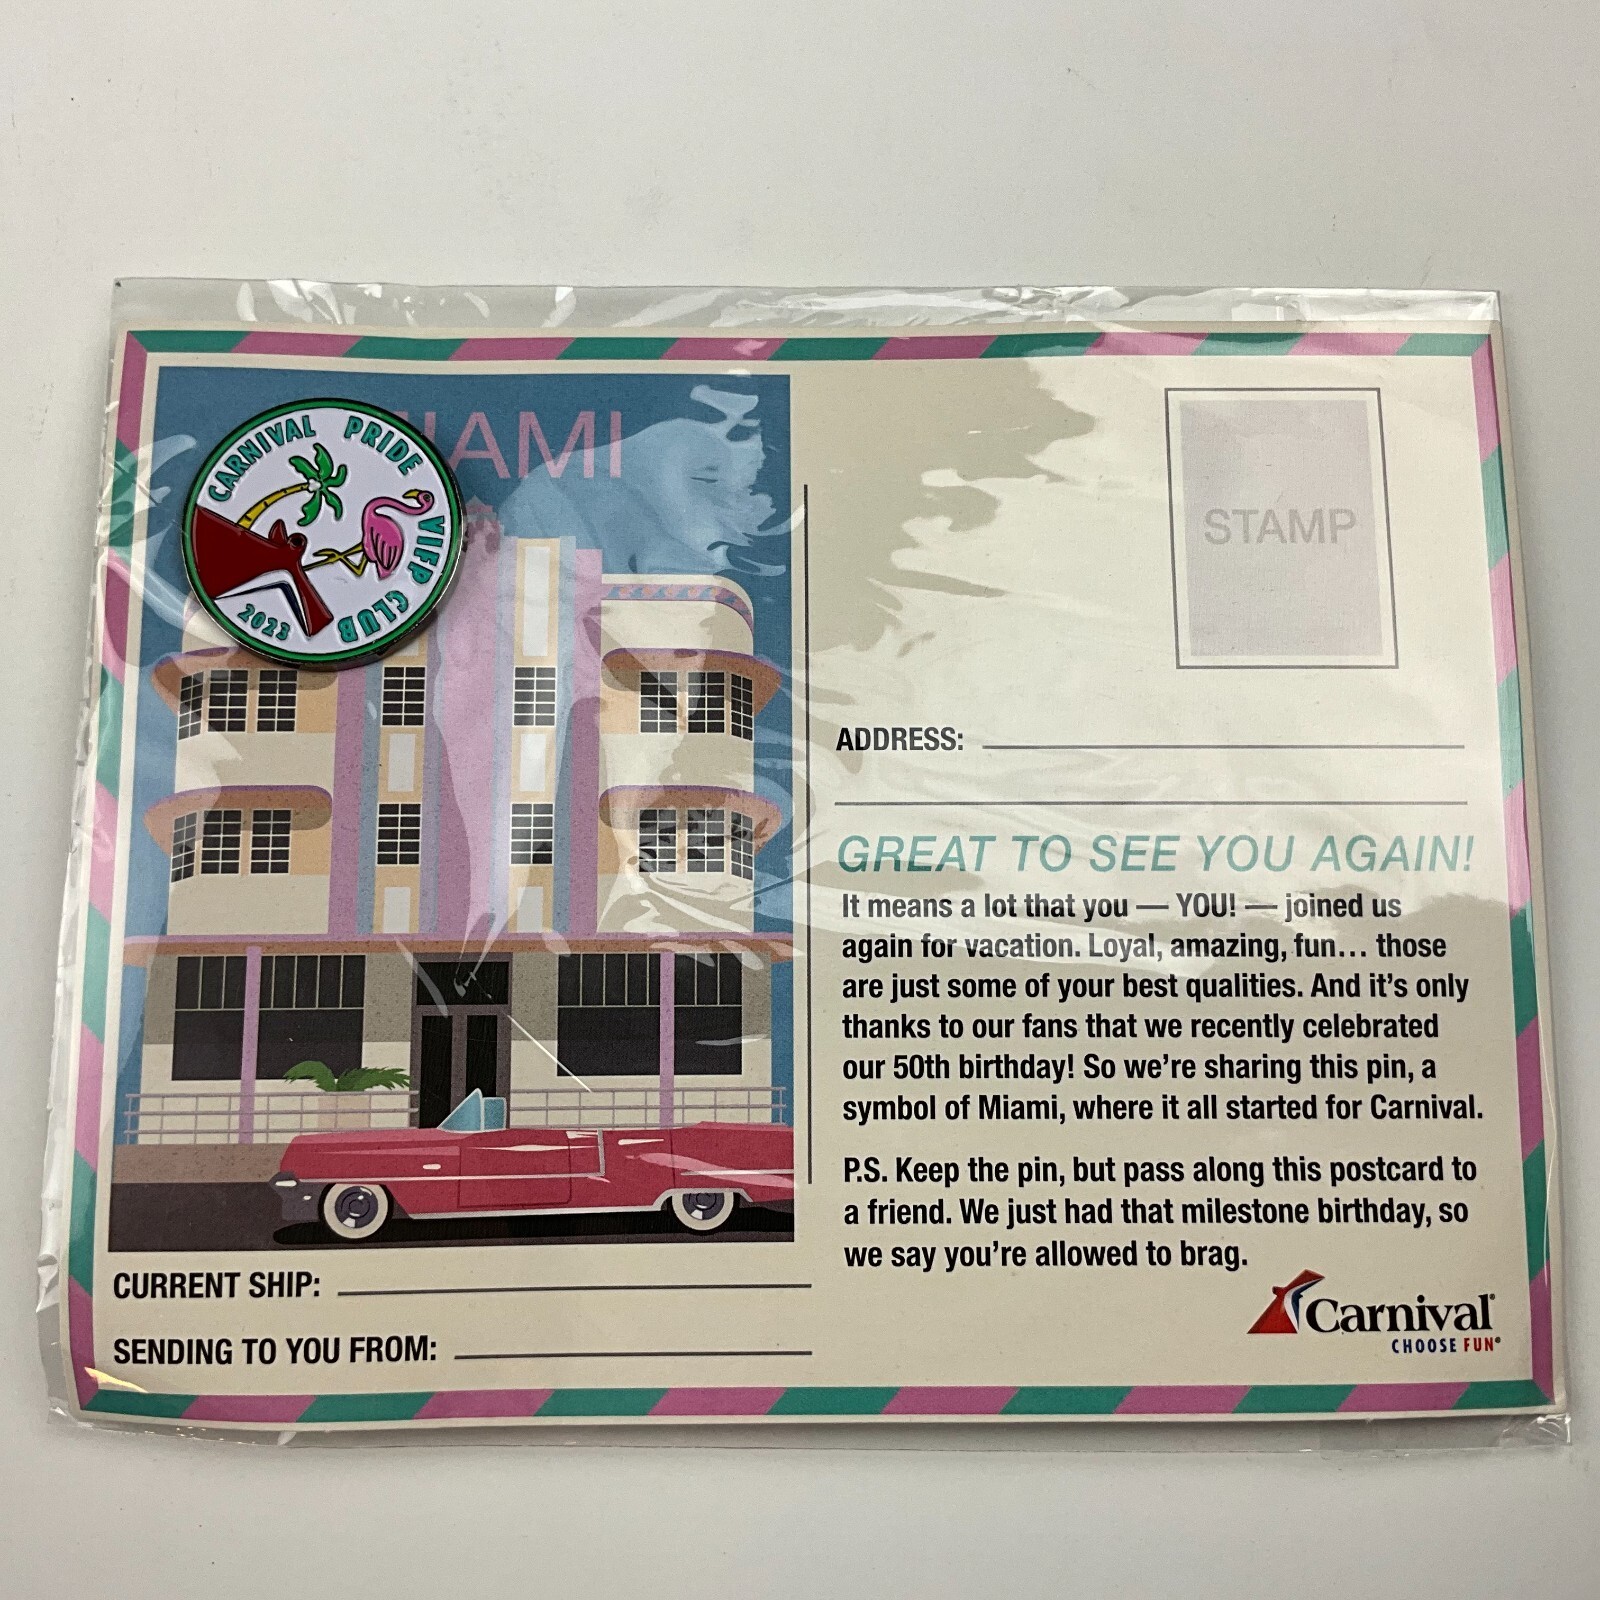 CARNIVAL PRIDE VIFP CLUB
2023
IAMI
STAMP
ADDRESS:
GREAT TO SEE YOU AGAIN!
It means a lot that you — YOU! — joined us
again for vacation. Loyal, amazing, fun... those
are just some of your best qualities. And it's only
thanks to our fans that we recently celebrated
our 50th birthday! So we're sharing this pin, a
symbol of Miami, where it all started for Carnival.
P.S. Keep the pin, but pass along this postcard to
a friend. We just had that milestone birthday, so
we say you're allowed to brag.
CURRENT SHIP:
SENDING TO YOU FROM:
Carnival®
CHOOSE FUN®